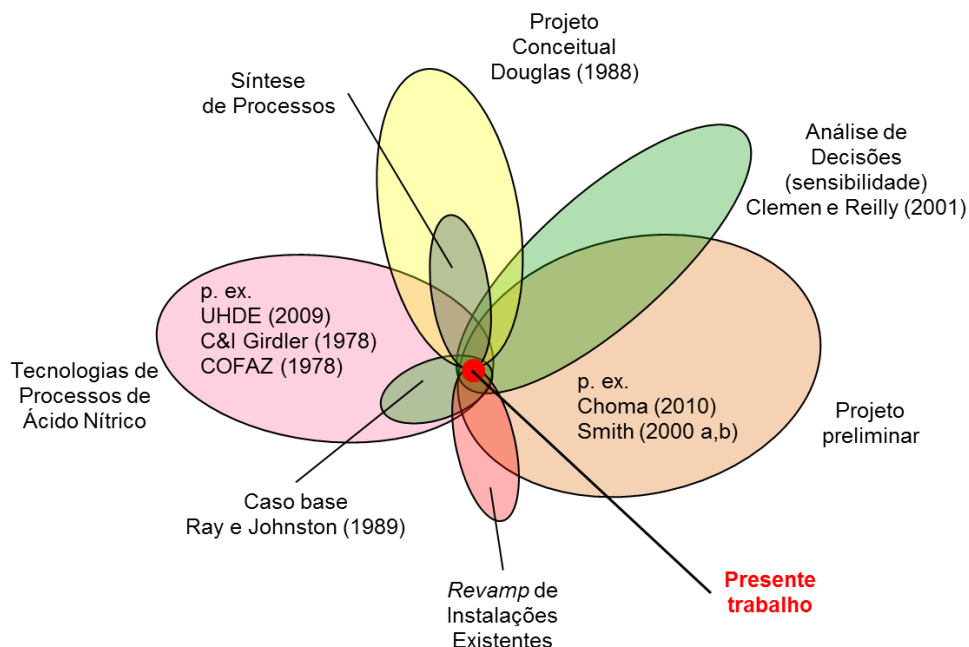 Projeto
Conceitual
Douglas (1988)
Síntese
de Processos
Análise de
Decisões
(sensibilidade)
Clemen e Reilly (2001)
p. ex.
UHDE (2009)
C&I Girdler (1978)
COFAZ (1978)
Tecnologias de
Processos de
Ácido Nítrico
p. ex.
Choma (2010)
Smith (2000 a,b)
Projeto
preliminar
Caso base
Ray e Johnston (1989)
Revamp de
Instalações
Existentes
Presente
trabalho